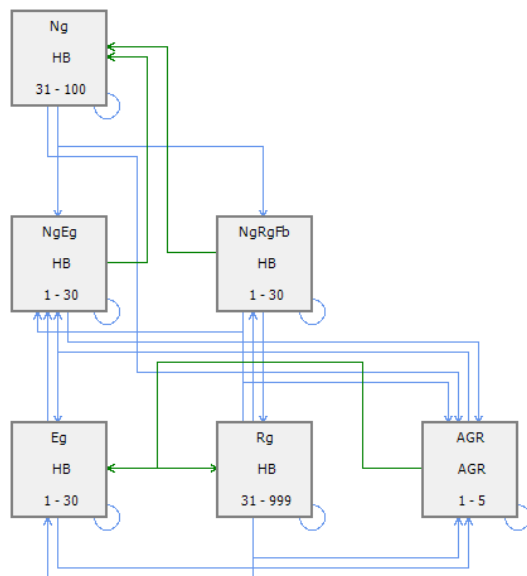 Ng
HB
31 - 100
NgEg
HB
1 - 30
NgRgFb
HB
1 - 30
Eg
HB
1 - 30
Rg
HB
31 - 999
AGR
AGR
1 - 5